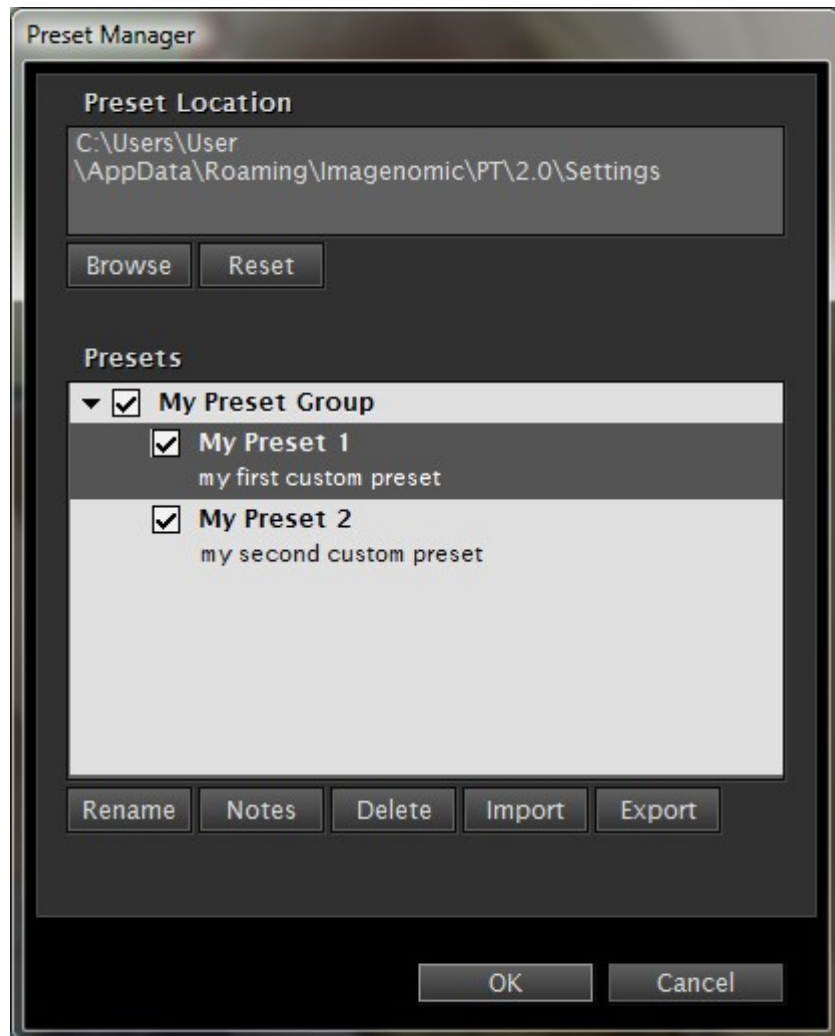 Preset Manager
Preset Location
C:\Users\User
\AppData\Roaming\Imagenomic\PT\2.0\Settings
Browse Reset
Presets
My Preset Group
My Preset 1
my first custom preset
My Preset 2
my second custom preset
Rename Notes Delete Import Export
OK Cancel